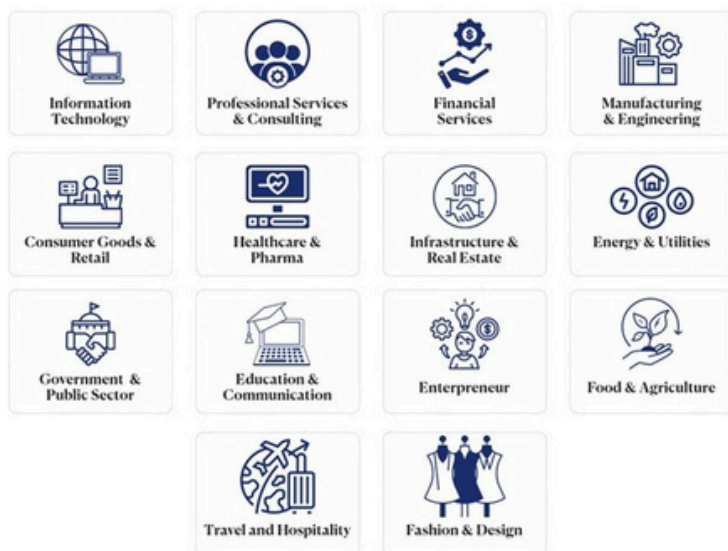 Information
Technology
Professional Services
& Consulting
Financial
Services
Manufacturing
& Engineering
Consumer Goods &
Retail
Healthcare &
Pharma
Infrastructure &
Real Estate
Energy & Utilities
Government &
Public Sector
Education &
Communication
Enterpreneur
Food & Agriculture
Travel and Hospitality
Fashion & Design